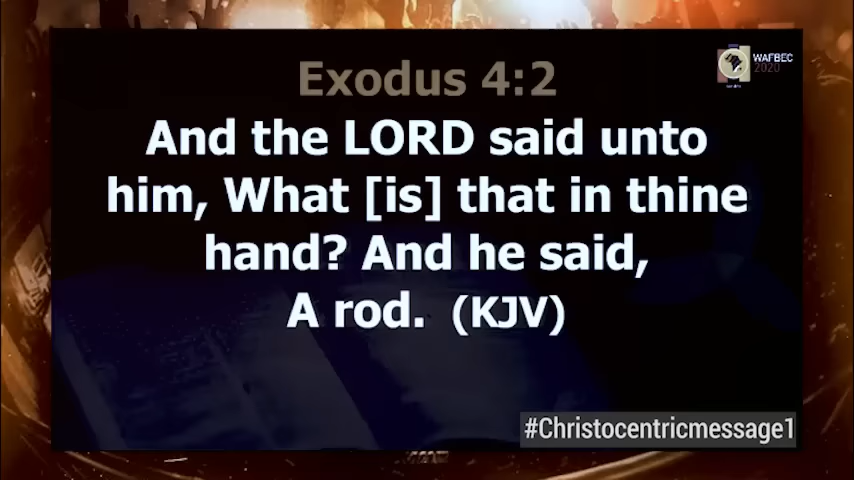 WAFBEC
2020
Exodus 4:2
And the LORD said unto
him, What [is] that in thine
hand? And he said,
A rod. (KJV)
#Christocentricmessage1